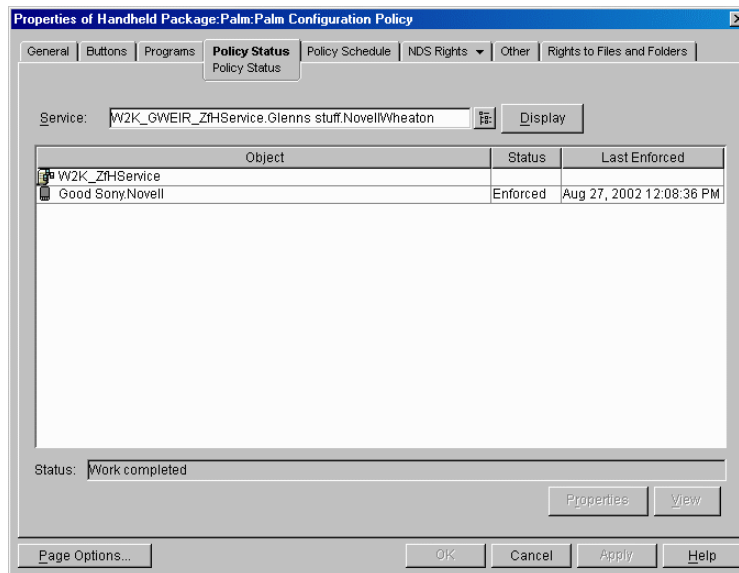 Properties of Handheld Package:Palm:Palm Configuration Policy
General Buttons Programs Policy Status Policy Schedule NDS Rights Other Rights to Files and Folders
Policy Status
Service: W2K_GWEIR_ZfHService.Glenns stuff.NovellWheaton Display
Object Status Last Enforced
W2K_ZfHService
Good Sony.Novell Enforced Aug 27, 2002 12:08:36 PM
Status: Work completed
Properties View
Page Options... OK Cancel Apply Help